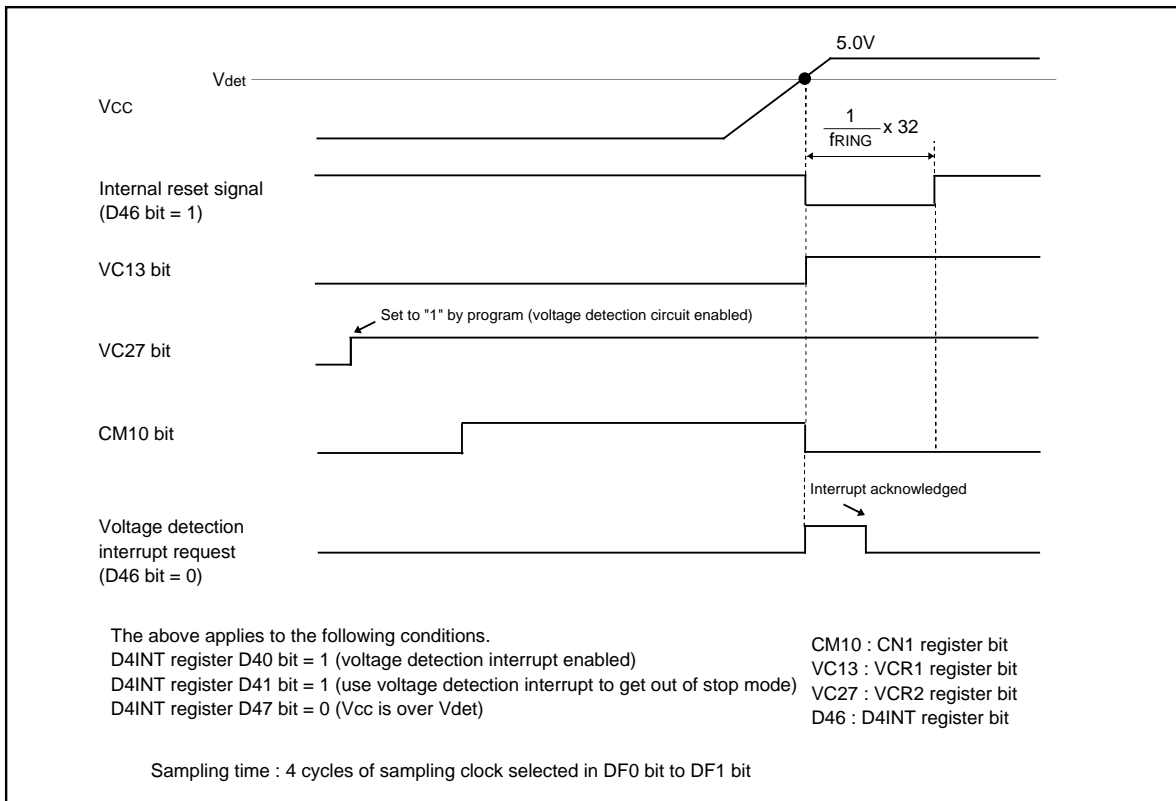 5.0V
Vdet
VCC
1
fRING x 32
Internal reset signal
(D46 bit = 1)
VC13 bit
Set to "1" by program (voltage detection circuit enabled)
VC27 bit
CM10 bit
Interrupt acknowledged
Voltage detection
interrupt request
(D46 bit = 0)
The above applies to the following conditions.
D4INT register D40 bit = 1 (voltage detection interrupt enabled)
D4INT register D41 bit = 1 (use voltage detection interrupt to get out of stop mode)
D4INT register D47 bit = 0 (Vcc is over Vdet)
CM10 : CN1 register bit
VC13 : VCR1 register bit
VC27 : VCR2 register bit
D46 : D4INT register bit
Sampling time : 4 cycles of sampling clock selected in DF0 bit to DF1 bit